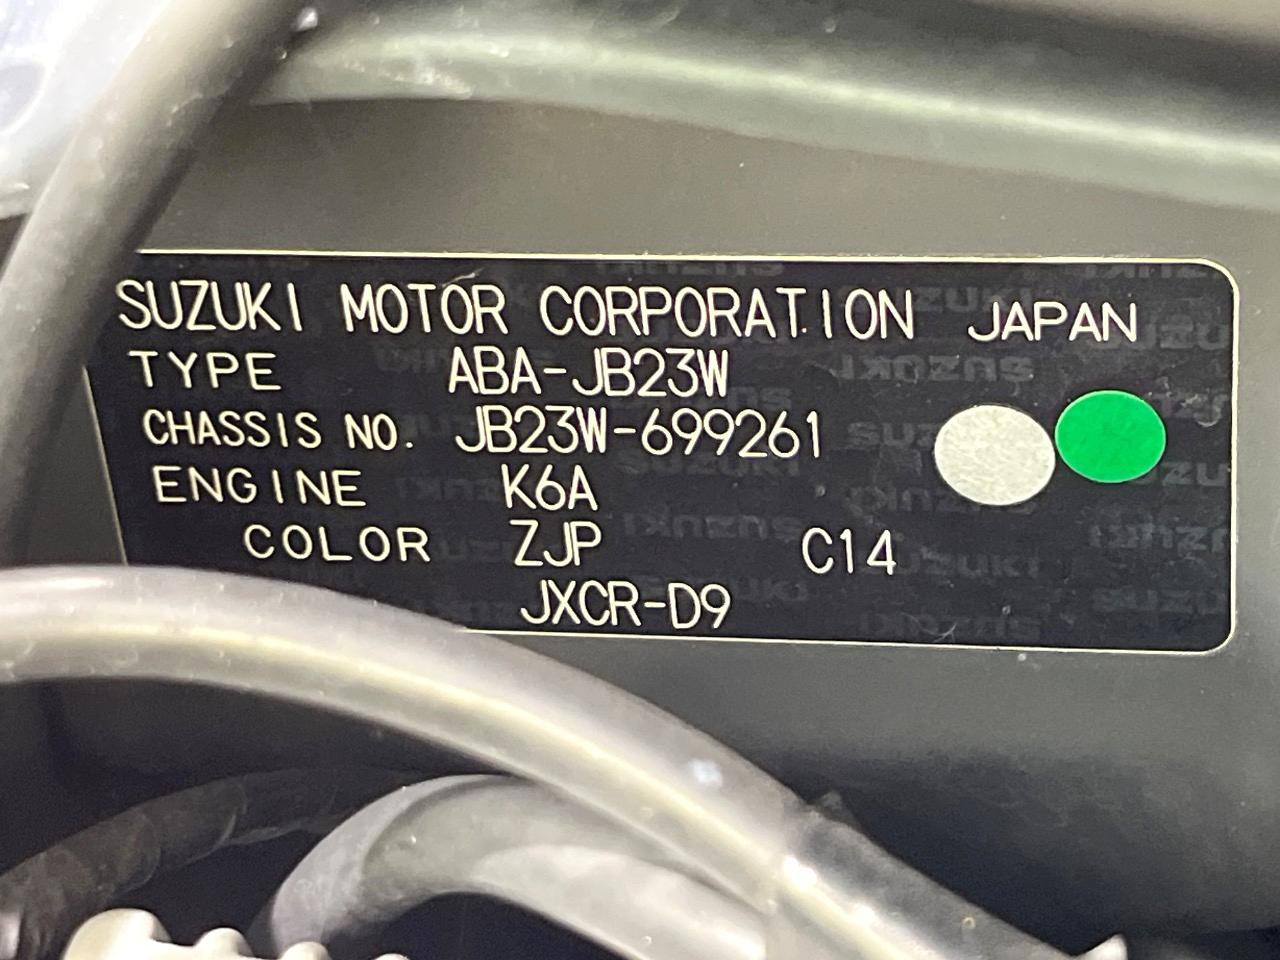 SUZUKI MOTOR CORPORATION JAPAN
TYPE ABA-JB23W
CHASSIS NO. JB23W-699261
ENGINE K6A
COLOR ZJP C14
JXCR-D9